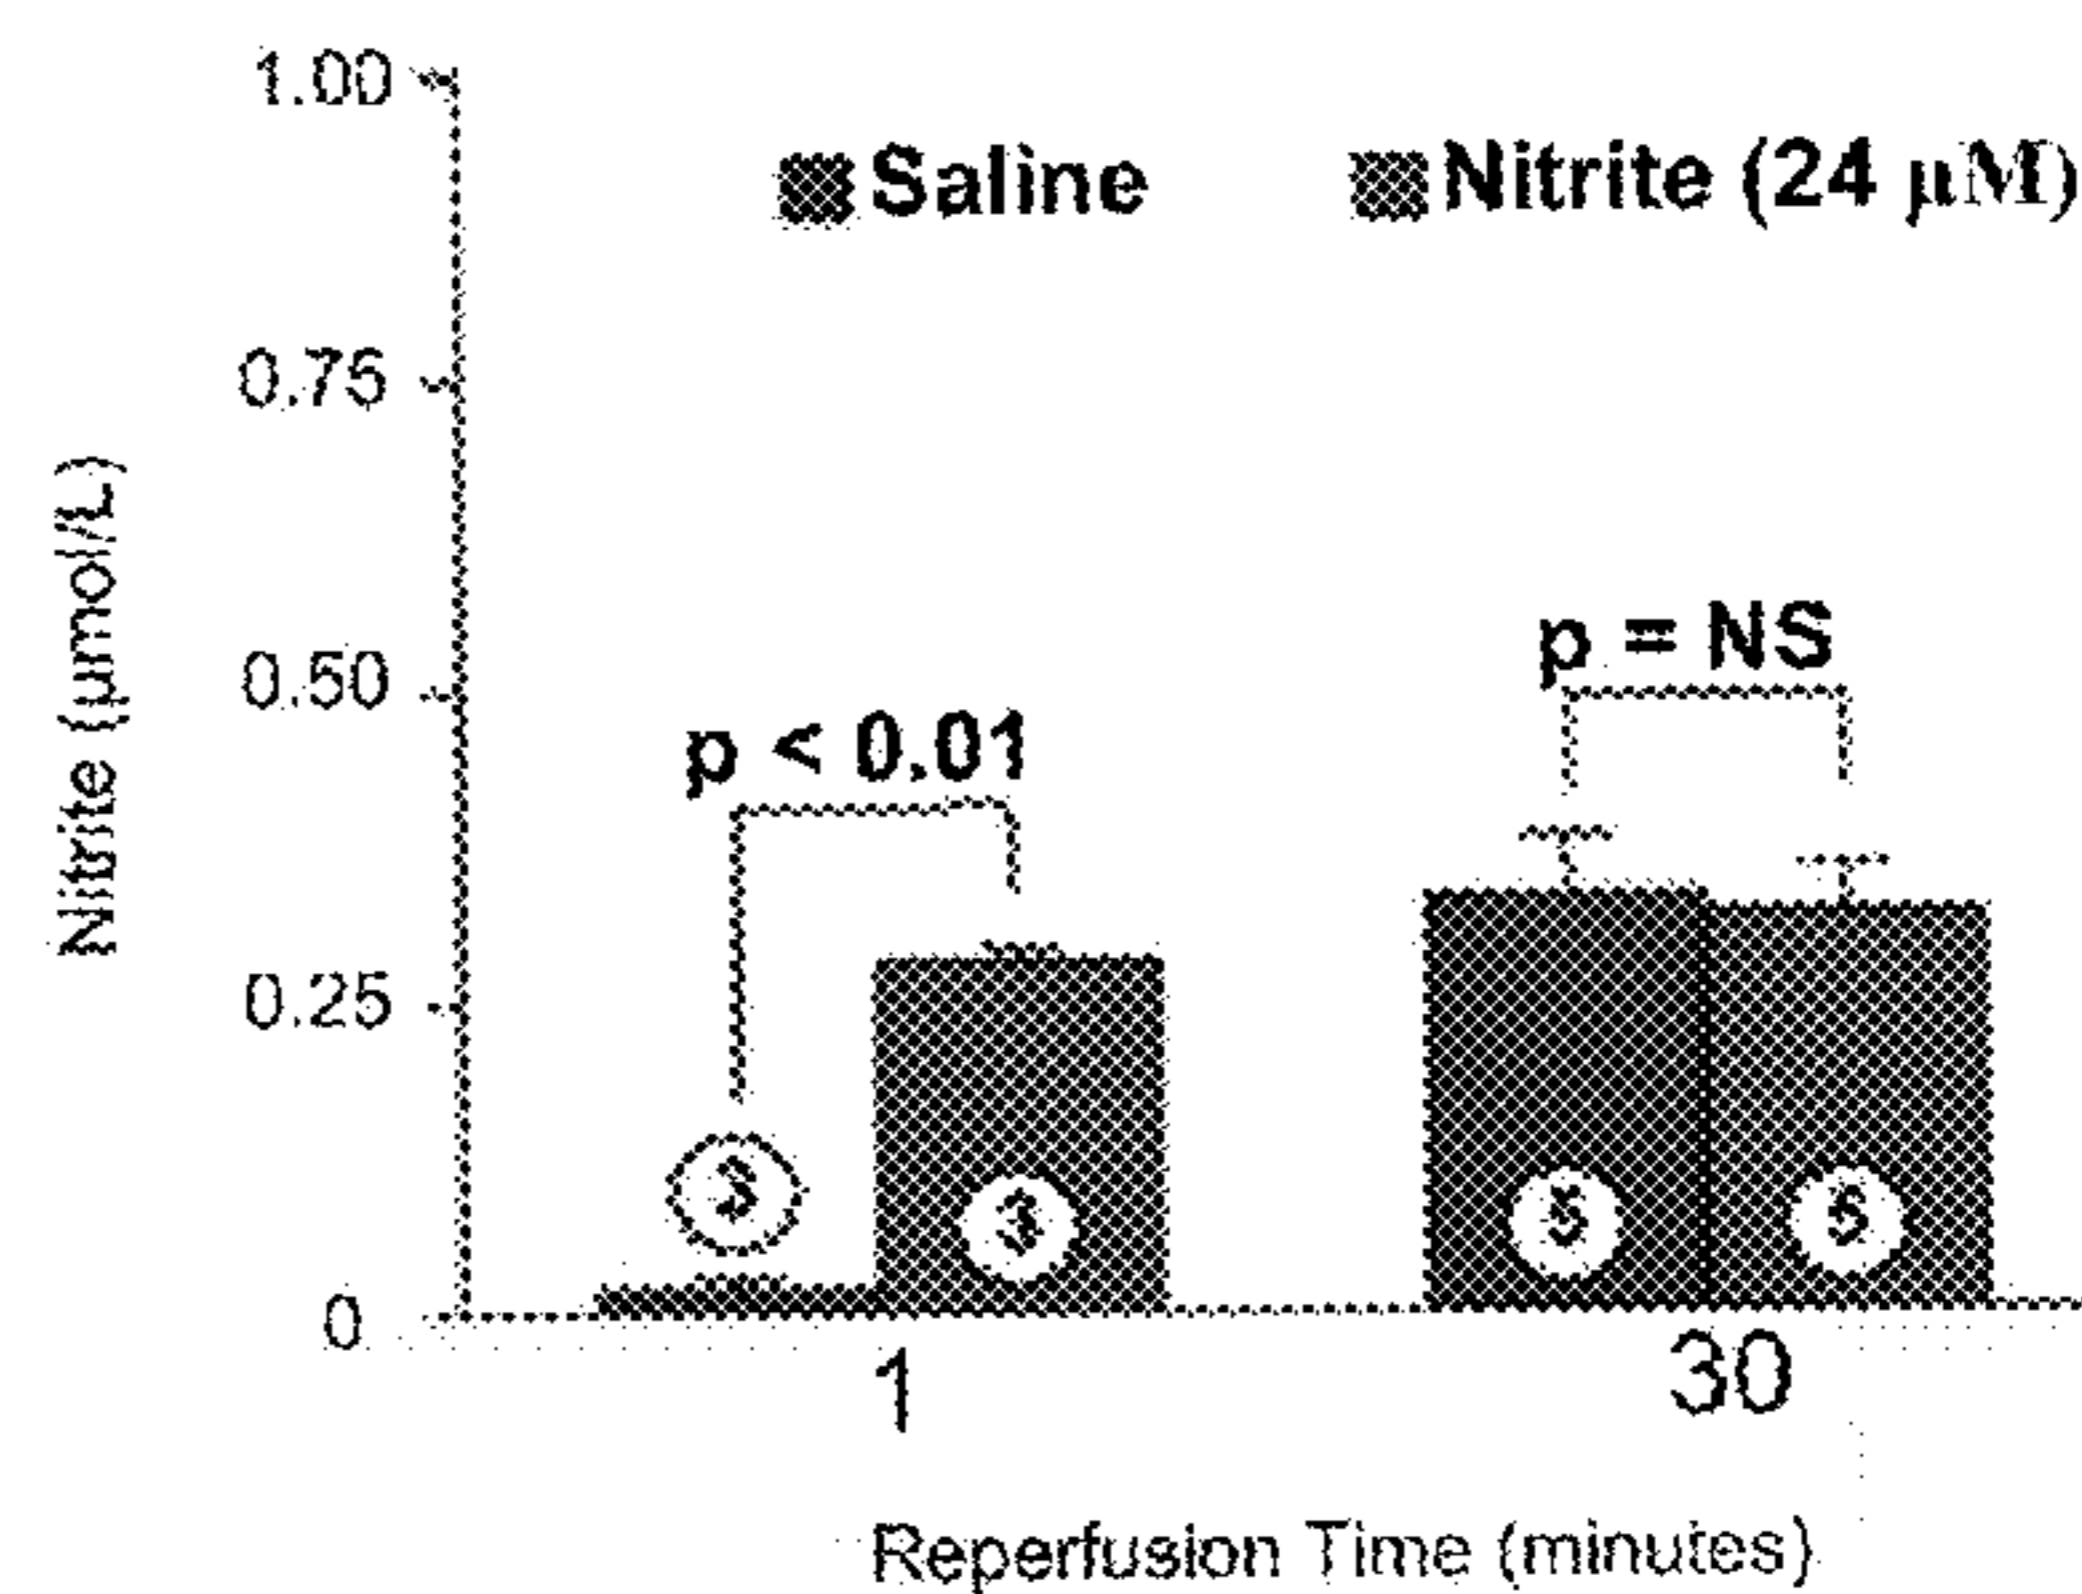 1.00
Saline
Nitrite (24 μM)
0.75
Nitrite (μmol/L)
0.50
p < 0.01
p = NS
0.25
3
3
5
5
0
1
30
Reperfusion Time (minutes)